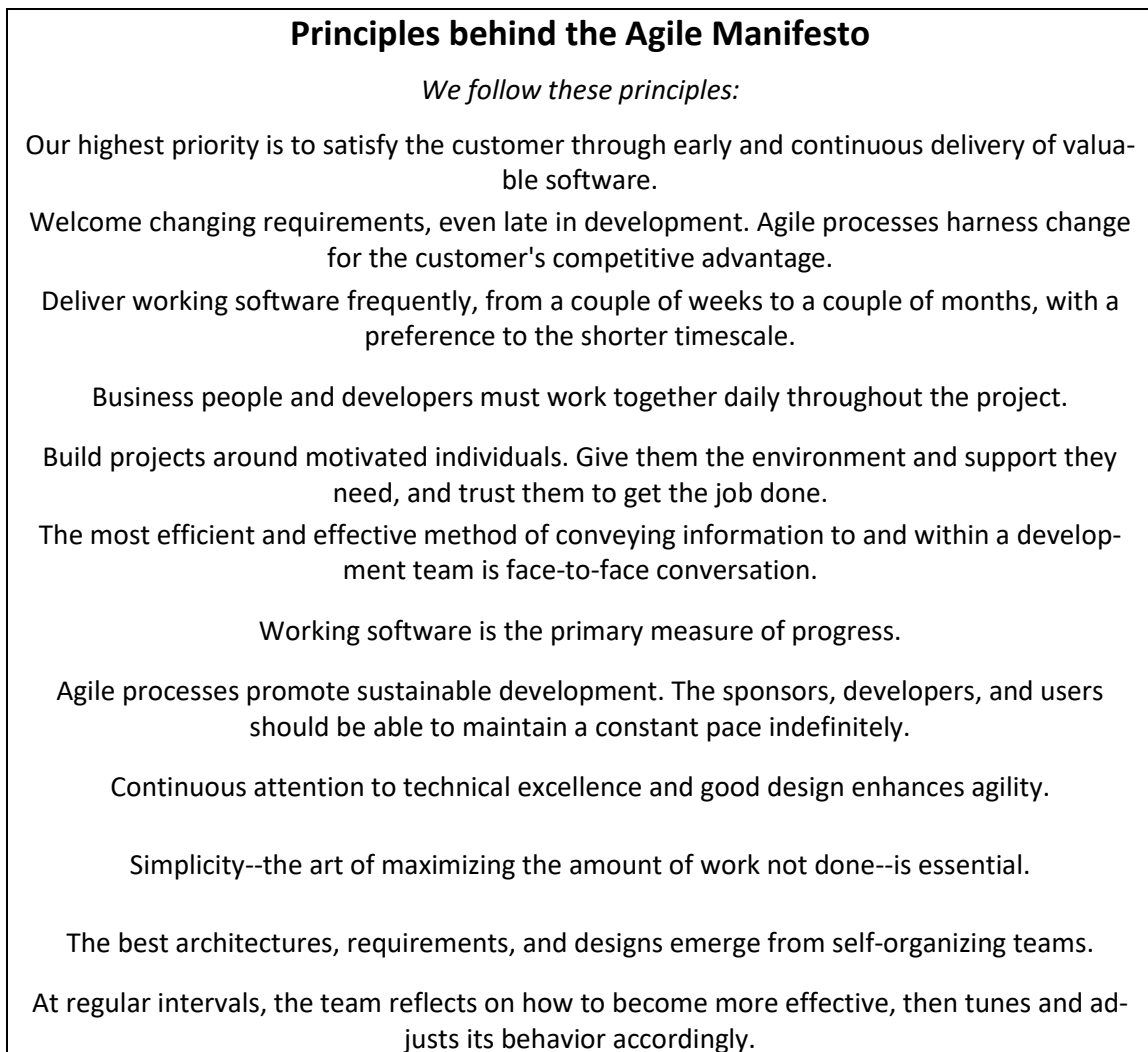 Principles behind the Agile Manifesto
We follow these principles:
Our highest priority is to satisfy the customer through early and continuous delivery of valua-
ble software.
Welcome changing requirements, even late in development. Agile processes harness change
for the customer's competitive advantage.
Deliver working software frequently, from a couple of weeks to a couple of months, with a
preference to the shorter timescale.
Business people and developers must work together daily throughout the project.
Build projects around motivated individuals. Give them the environment and support they
need, and trust them to get the job done.
The most efficient and effective method of conveying information to and within a develop-
ment team is face-to-face conversation.
Working software is the primary measure of progress.
Agile processes promote sustainable development. The sponsors, developers, and users
should be able to maintain a constant pace indefinitely.
Continuous attention to technical excellence and good design enhances agility.
Simplicity--the art of maximizing the amount of work not done--is essential.
The best architectures, requirements, and designs emerge from self-organizing teams.
At regular intervals, the team reflects on how to become more effective, then tunes and ad-
justs its behavior accordingly.